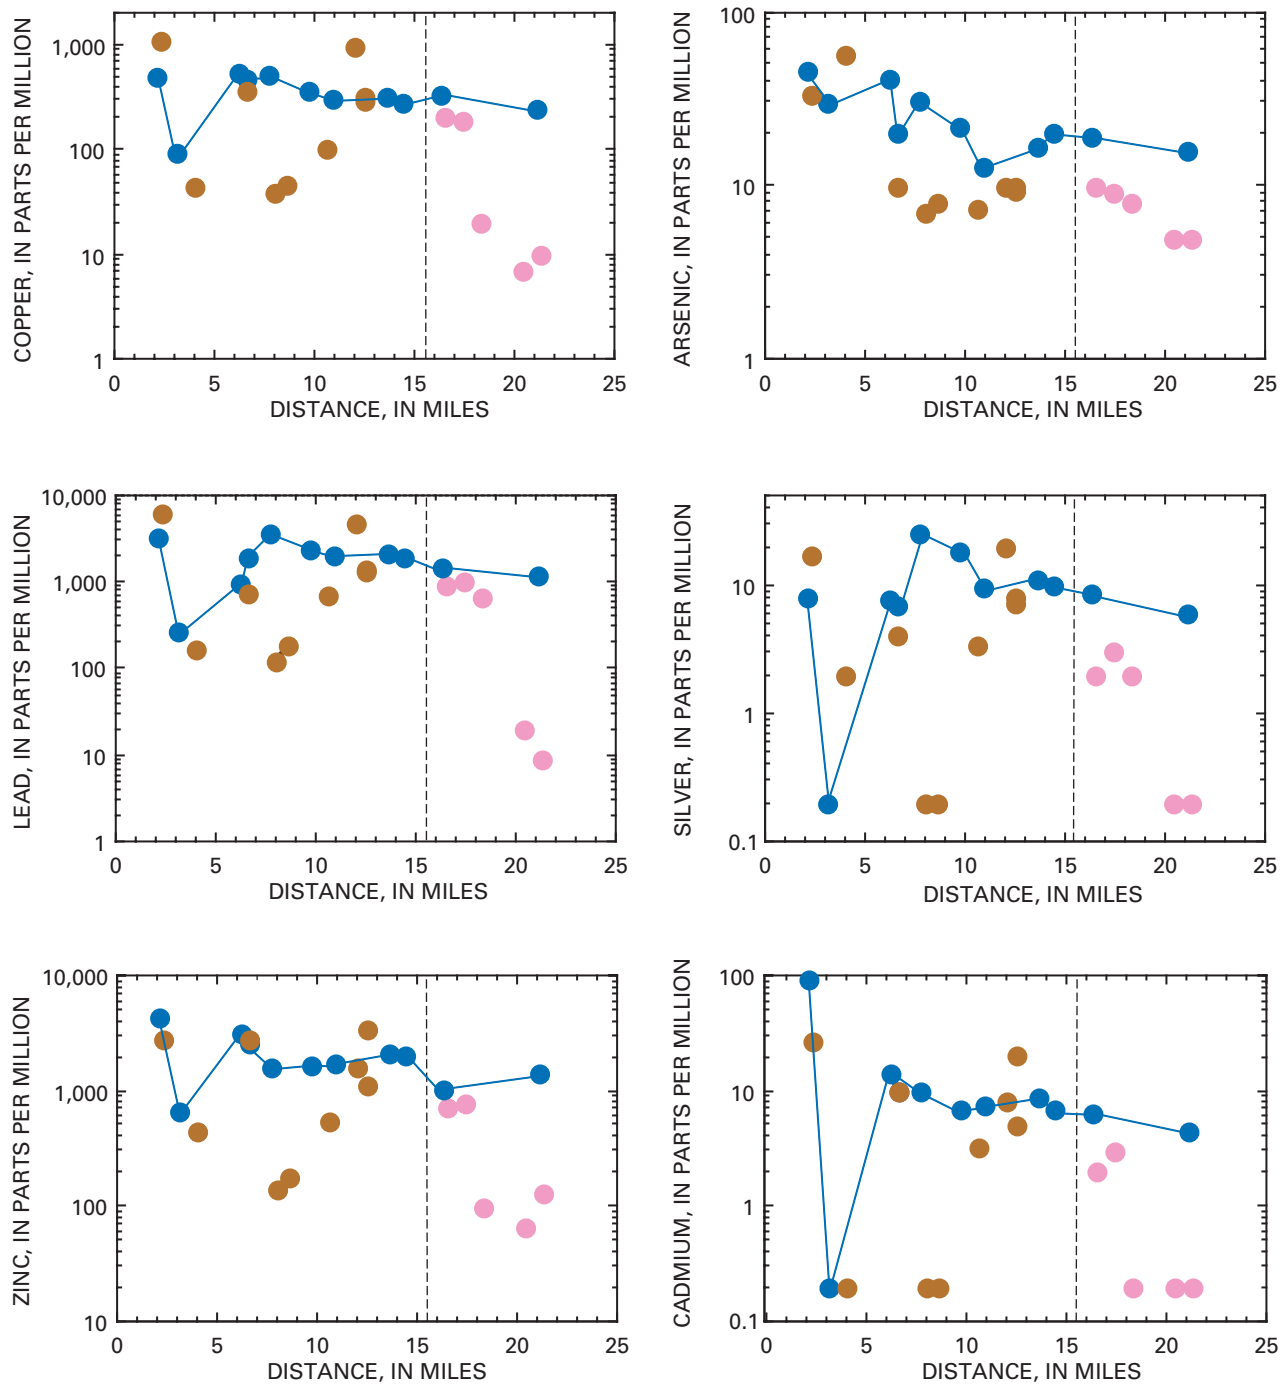 COPPER, IN PARTS PER MILLION
1,000
100
10
1
0 5 10 15 20 25
DISTANCE, IN MILES
ARSENIC, IN PARTS PER MILLION
100
10
1
0 5 10 15 20 25
DISTANCE, IN MILES
LEAD, IN PARTS PER MILLION
10,000
1,000
100
10
1
0 5 10 15 20 25
DISTANCE, IN MILES
SILVER, IN PARTS PER MILLION
10
1
0.1
0 5 10 15 20 25
DISTANCE, IN MILES
ZINC, IN PARTS PER MILLION
10,000
1,000
100
10
0 5 10 15 20 25
DISTANCE, IN MILES
CADMIUM, IN PARTS PER MILLION
100
10
1
0.1
0 5 10 15 20 25
DISTANCE, IN MILES